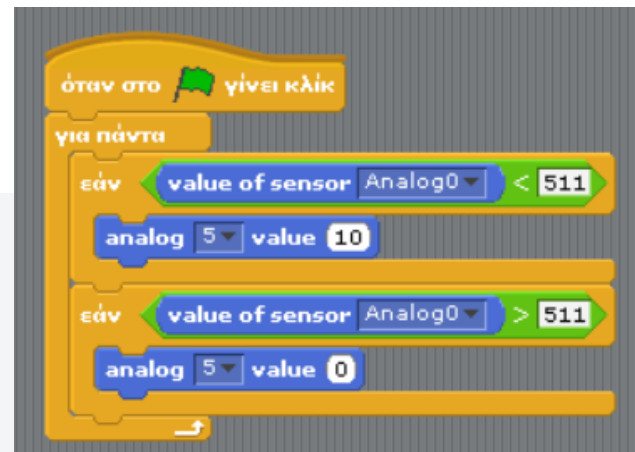 όταν στο γίνει κλίκ
για πάντα
εάν value of sensor Analog0 < 511
analog 5 value 10
εάν value of sensor Analog0 > 511
analog 5 value 0